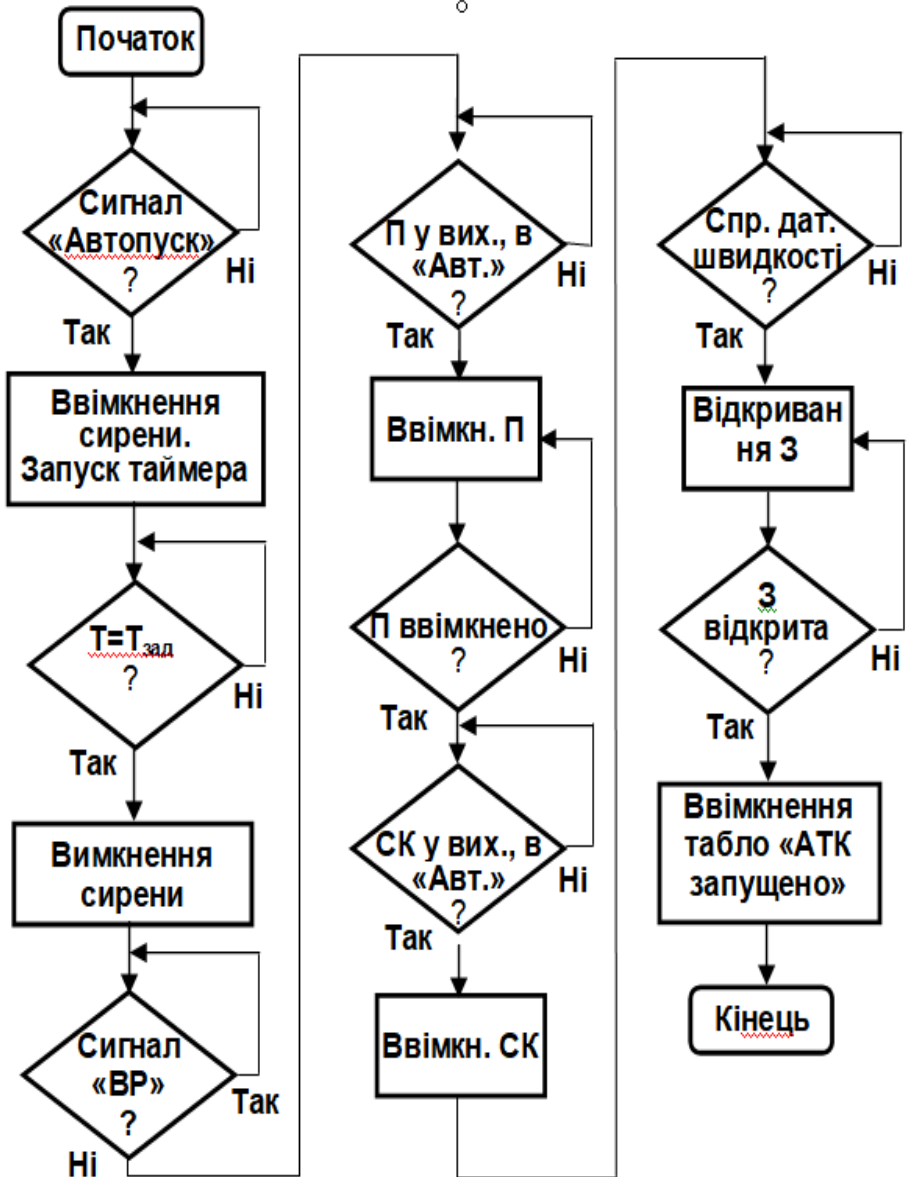 Початок
Сигнал
«Автопуск»
?
Ні
Так
Ввімкнення
сирени.
Запуск таймера
Т=Тзад
?
Ні
Так
Вимкнення
сирени
Сигнал
«ВР»
?
Так
Ні
П у вих., в
«Авт.»
?
Ні
Так
Ввімкн. П
П ввімкнено
?
Ні
Так
СК у вих., в
«Авт.»
?
Ні
Так
Ввімкн. СК
Спр. дат.
швидкості
?
Ні
Так
Відкриван
ня З
З
відкрита
?
Ні
Так
Ввімкнення
табло «АТК
запущено»
Кінець